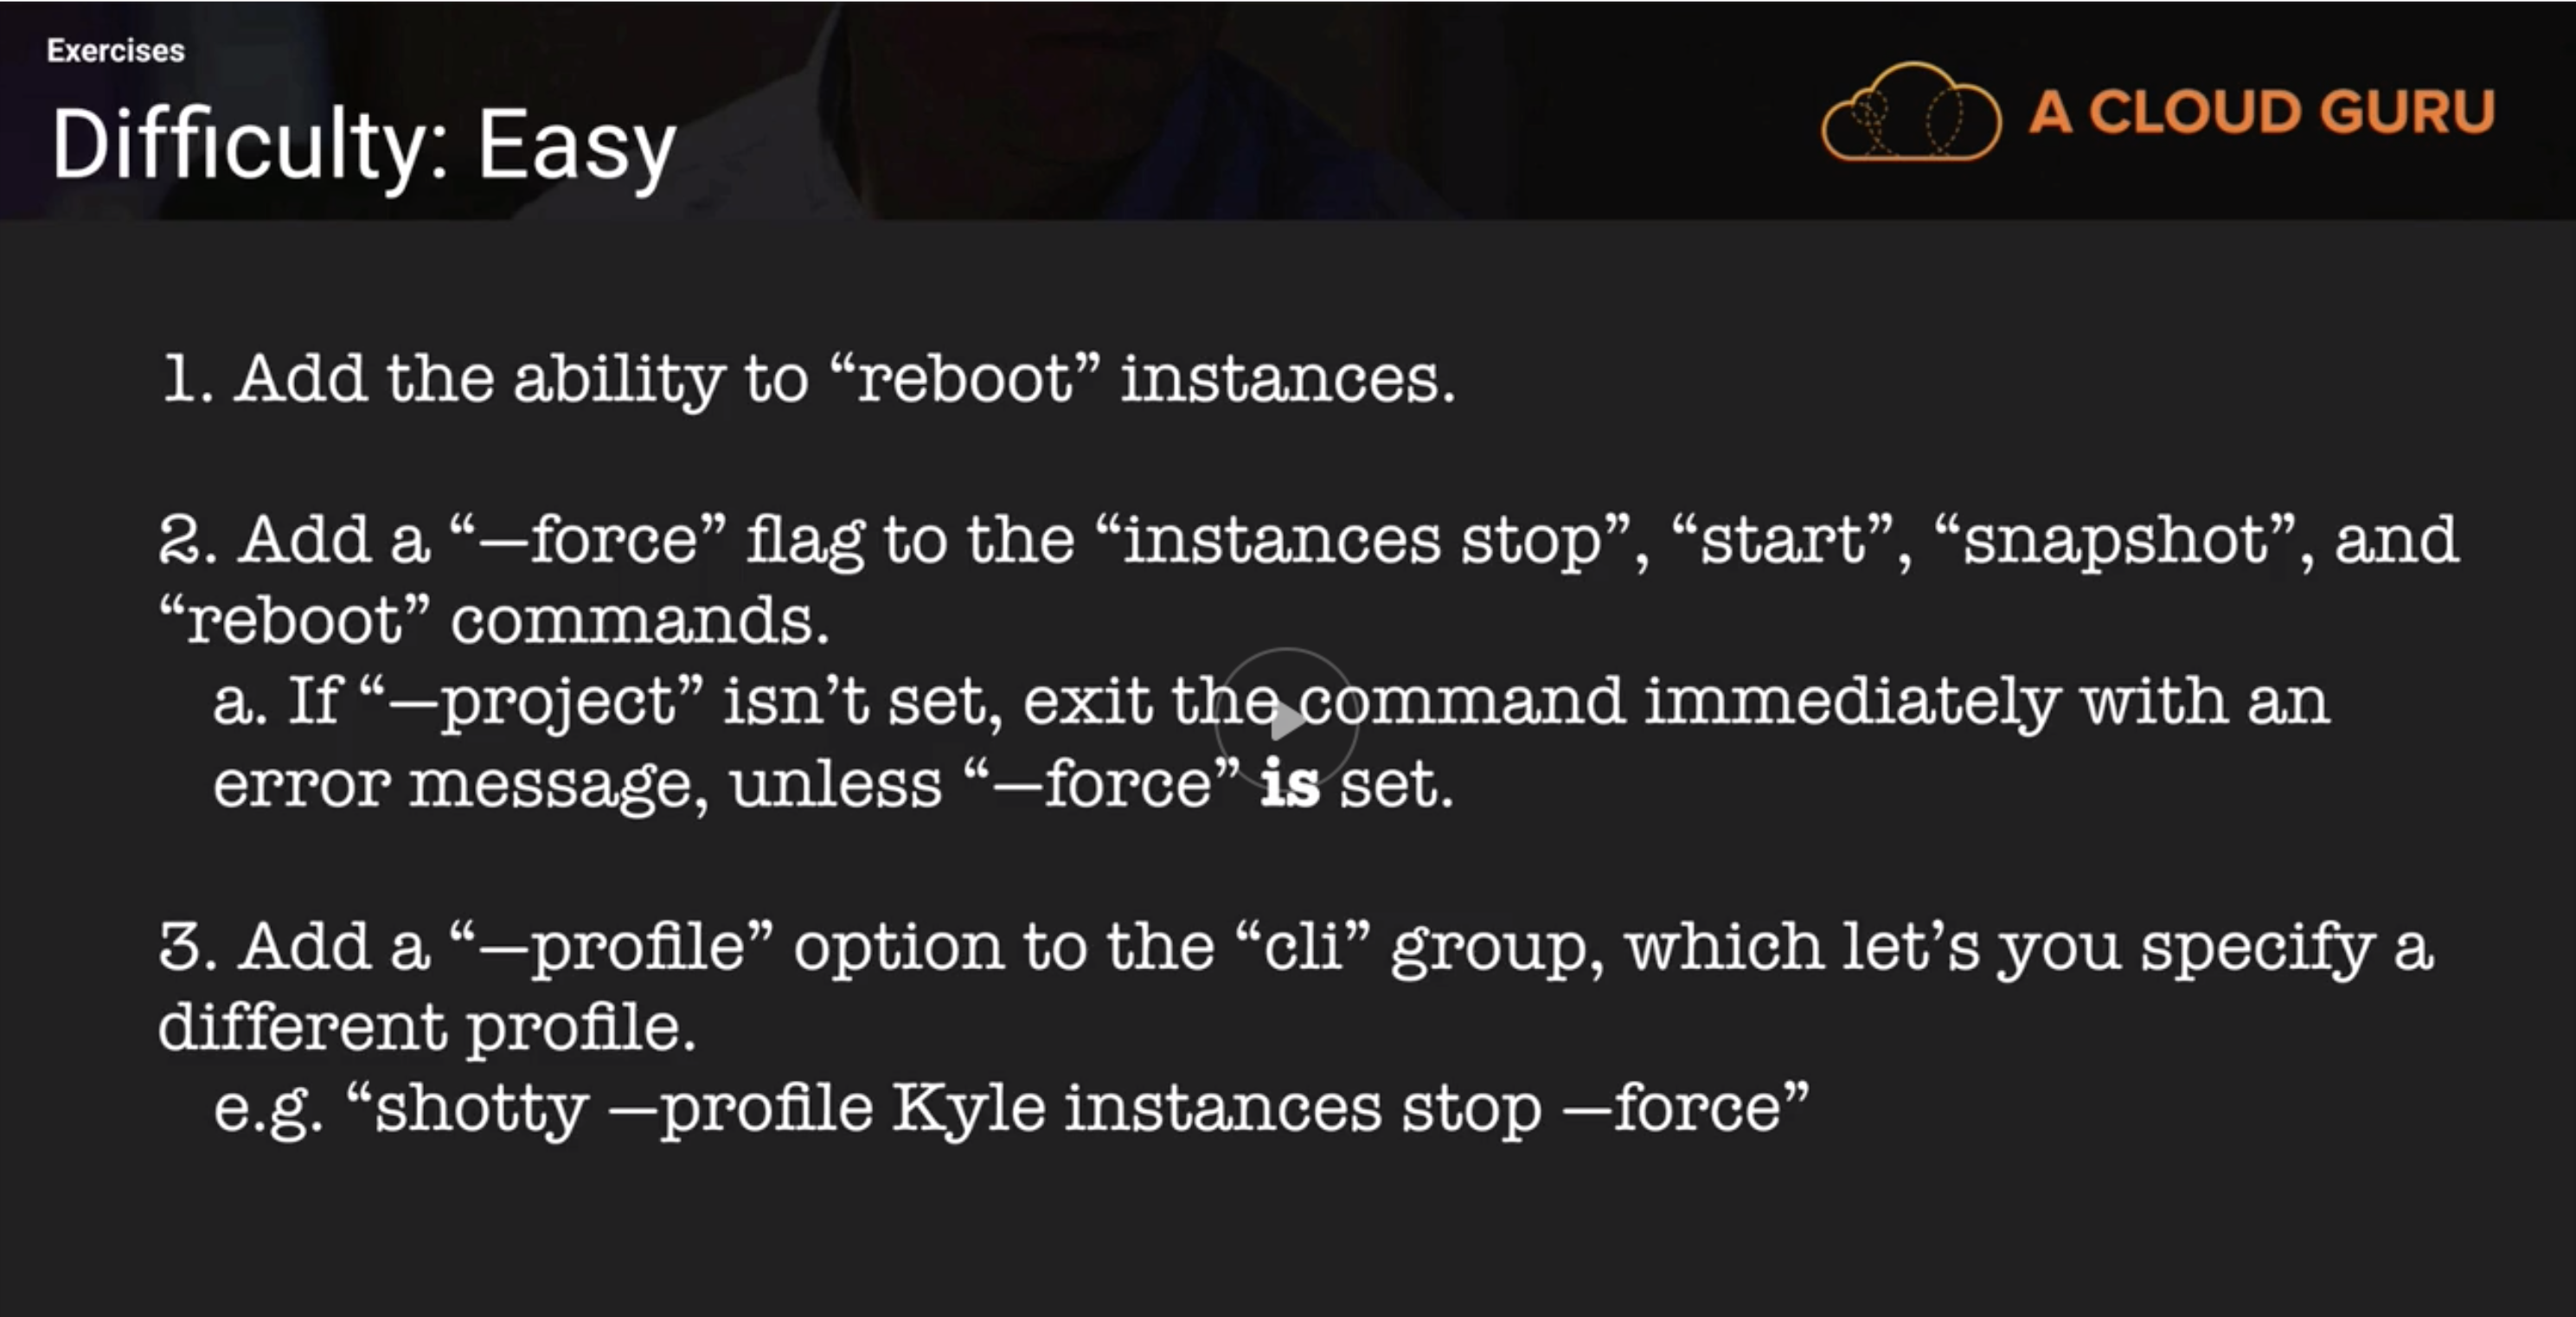 Exercises
Difficulty: Easy
A CLOUD GURU
1. Add the ability to “reboot” instances.
2. Add a “—force” flag to the “instances stop”, “start”, “snapshot”, and
“reboot” commands.
a. If “—project” isn’t set, exit the command immediately with an
error message, unless “—force” is set.
3. Add a “—profile” option to the “cli” group, which let’s you specify a
different profile.
e.g. “shotty —profile Kyle instances stop —force”